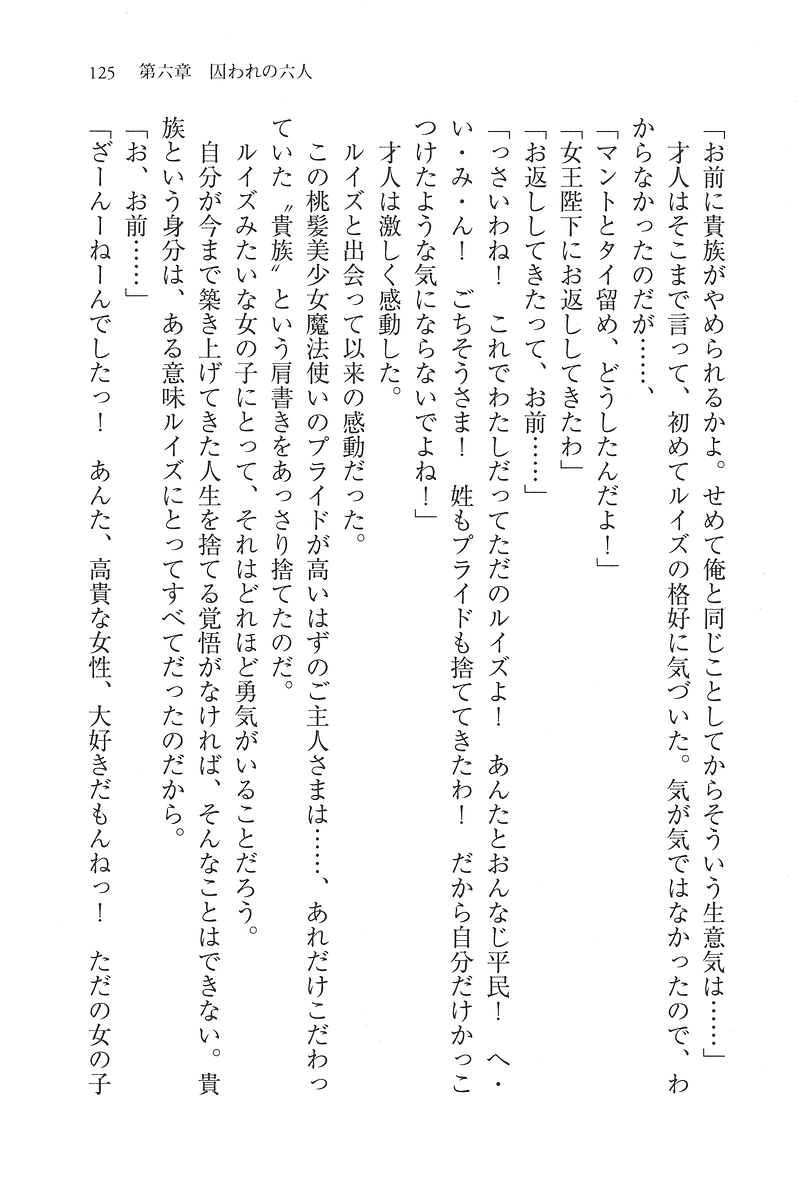 125　第六章　囚われの六人
「お前に貴族がやめられるかよ。せめて俺と同じことしてからそういう生意気は……」
　才人はそこまで言って、初めてルイズの格好に気づいた。気が気ではなかったので、わ
からなかったのだが……、
「マントとタイ留め、どうしたんだよ！」
「女王陛下にお返ししてきたわ」
「お返ししてきたって、お前……」
「っさいわね！　これでわたしだってただのルイズよ！　あんたとおんなじ平民！　へ・
い・み・ん！　ごちそうさま！　姓もプライドも捨ててきたわ！　だから自分だけかっこ
つけたような気にならないでよね！」
　才人は激しく感動した。
　ルイズと出会って以来の感動だった。
　この桃髪美少女魔法使いのプライドが高いはずのご主人さまは……、あれだけこだわっ
ていた〝貴族〟という肩書きをあっさり捨てたのだ。
　ルイズみたいな女の子にとって、それはどれほど勇気がいることだろう。
　自分が今まで築き上げてきた人生を捨てる覚悟がなければ、そんなことはできない。貴
族という身分は、ある意味ルイズにとってすべてだったのだから。
「お、お前……」
「ざーんーねーんでしたっ！　あんた、高貴な女性、大好きだもんねっ！　ただの女の子